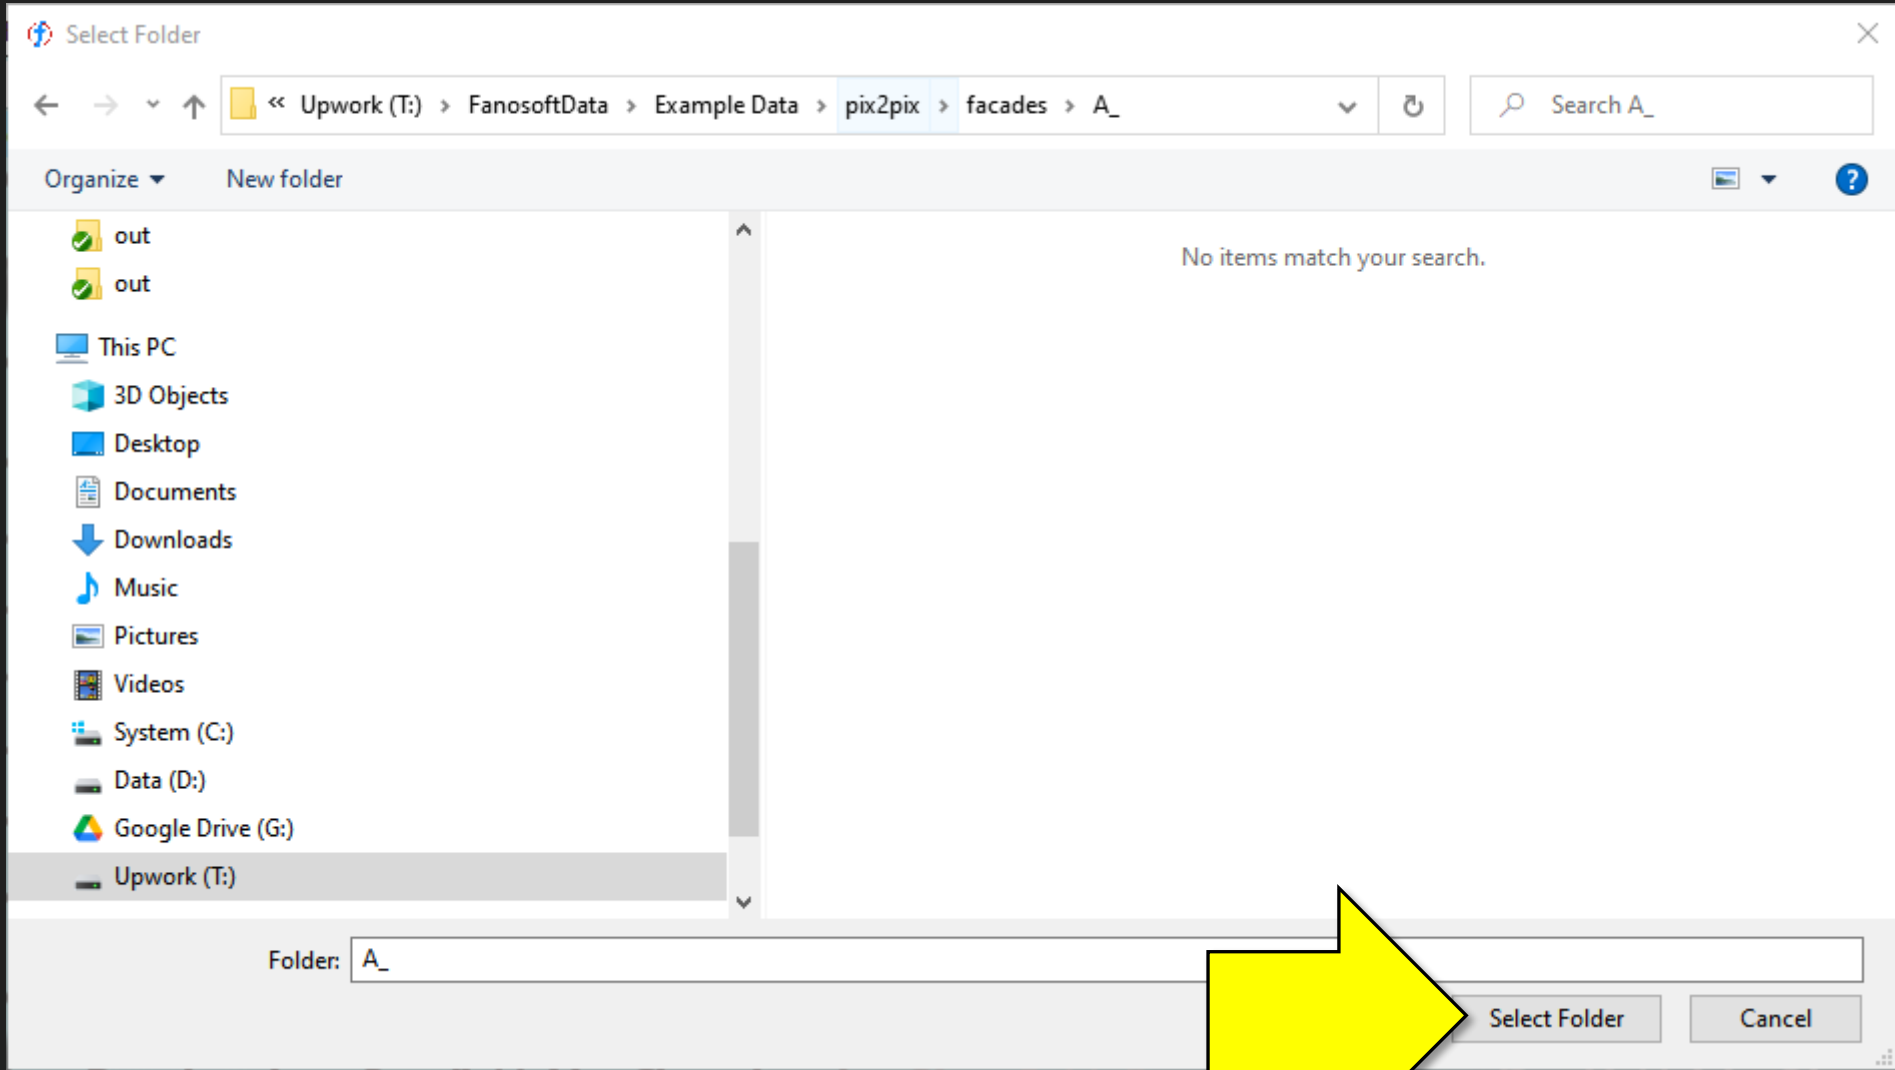 Select Folder
« Upwork (T:) › FanosoftData › Example Data › pix2pix › facades › A_
Search A_
Organize
New folder
?
out
out
This PC
3D Objects
Desktop
Documents
Downloads
Music
Pictures
Videos
System (C:)
Data (D:)
Google Drive (G:)
Upwork (T:)
No items match your search.
Folder: A_
Select Folder
Cancel